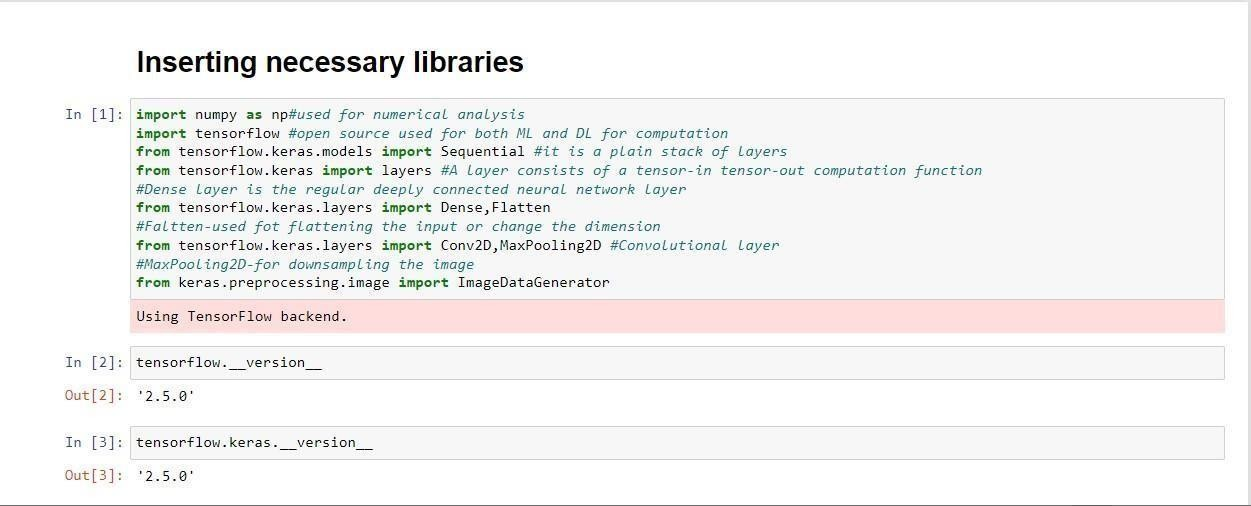 Inserting necessary libraries
In [1]: import numpy as np#used for numerical analysis
import tensorflow #open source used for both ML and DL for computation
from tensorflow.keras.models import Sequential #it is a plain stack of layers
from tensorflow.keras import layers #A layer consists of a tensor-in tensor-out computation function
#Dense layer is the regular deeply connected neural network layer
from tensorflow.keras.layers import Dense,Flatten
#Faltten-used fot flattening the input or change the dimension
from tensorflow.keras.layers import Conv2D,MaxPooling2D #Convolutional layer
#MaxPooling2D-for downsampling the image
from keras.preprocessing.image import ImageDataGenerator
Using TensorFlow backend.
In [2]: tensorflow.__version__
Out[2]: '2.5.0'
In [3]: tensorflow.keras.__version__
Out[3]: '2.5.0'